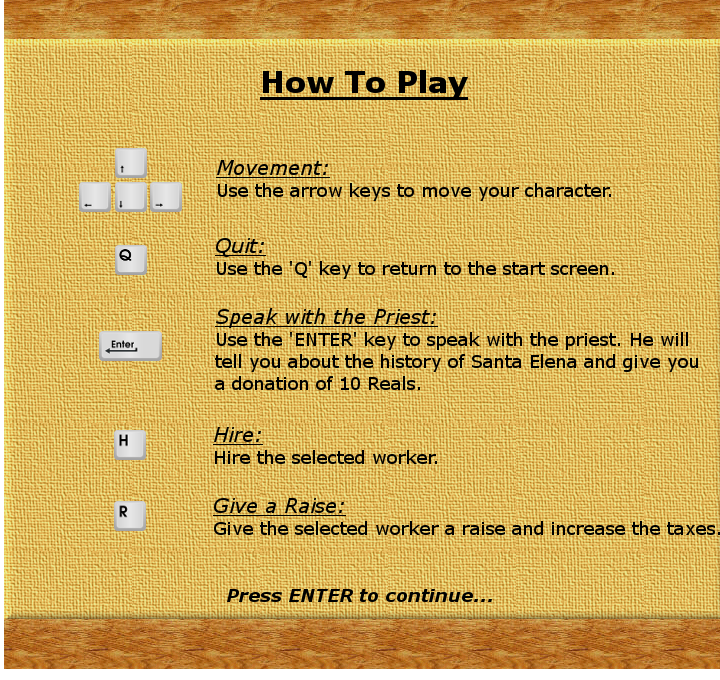 How To Play
↑
← ↓ →
Movement:
Use the arrow keys to move your character.
Q
Quit:
Use the 'Q' key to return to the start screen.
Enter
Speak with the Priest:
Use the 'ENTER' key to speak with the priest. He will
tell you about the history of Santa Elena and give you
a donation of 10 Reals.
H
Hire:
Hire the selected worker.
R
Give a Raise:
Give the selected worker a raise and increase the taxes.
Press ENTER to continue...